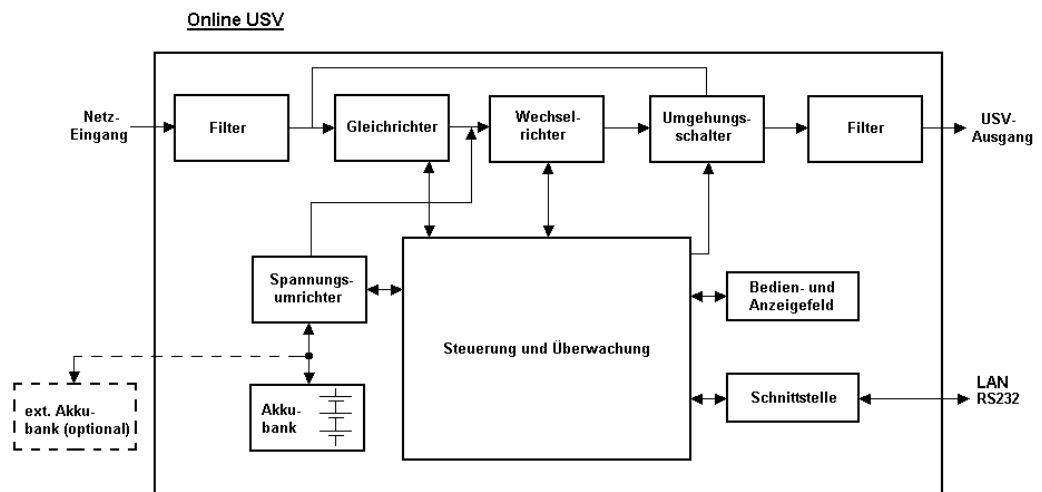 Online USV
Netz-
Eingang
Filter
Gleichrichter
Wechsel-
richter
Umgehungs-
schalter
Filter
USV-
Ausgang
Spannungs-
umrichter
Steuerung und Überwachung
Bedien- und
Anzeigefeld
ext. Akku-
bank (optional)
Akku-
bank
Schnittstelle
LAN
RS232